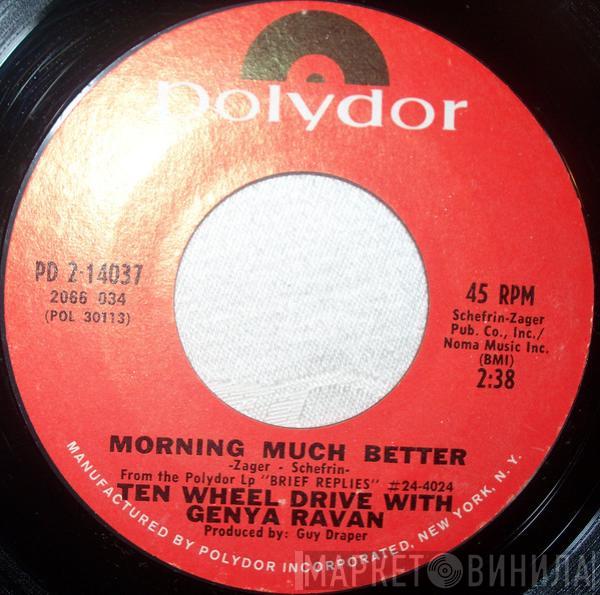 polydor
PD 2-14037
2066 034
(POL 30113)
45 RPM
Schefrin-Zager
Pub. Co., Inc./
Noma Music Inc.
(BMI)
2:38
MORNING MUCH BETTER
-Zager - Schefrin-
From the Polydor Lp "BRIEF REPLIES" #24-4024
TEN WHEEL DRIVE WITH
GENYA RAVAN
Produced by: Guy Draper
MANUFACTURED BY POLYDOR INCORPORATED, NEW YORK, N.Y.
МАРКЕТ ВИНИЛА